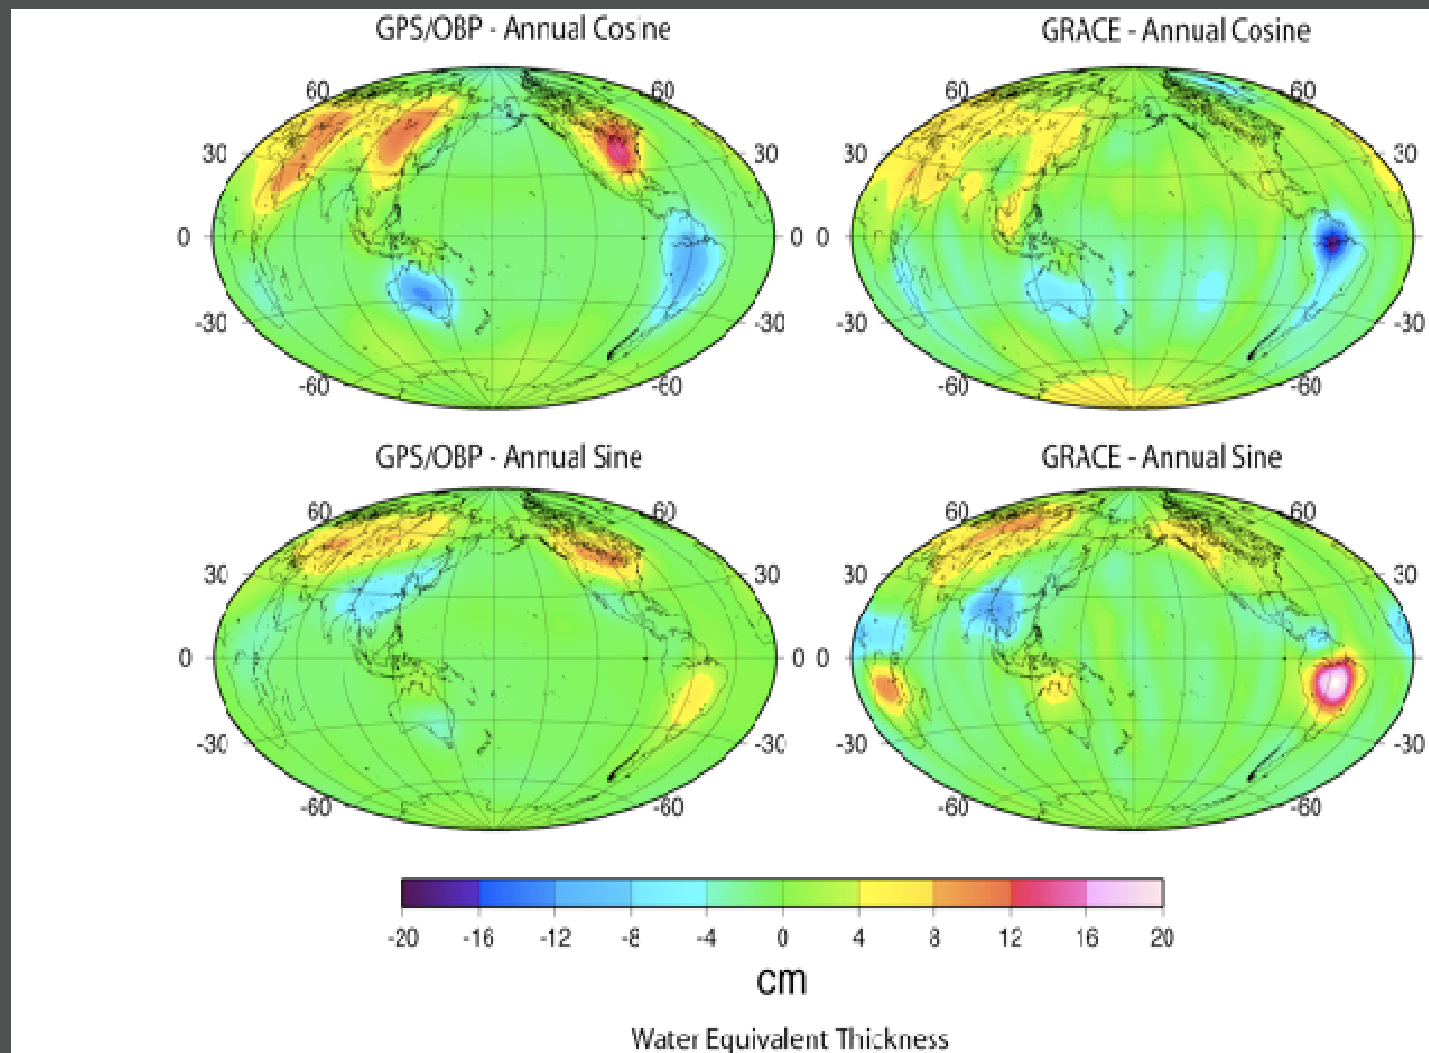 GPS/OBP - Annual Cosine GRACE - Annual Cosine
60 60 60 60
30 30 30 30
0 0 0
-30 -30 -30 -30
-60 -60 -60 -60
GPS/OBP - Annual Sine GRACE - Annual Sine
60 60 60 60
30 30 30 30
0 0 0
-30 -30 -30 -30
-60 -60 -60 -60
-20 -16 -12 -8 -4 0 4 8 12 16 20
cm
Water Equivalent Thickness